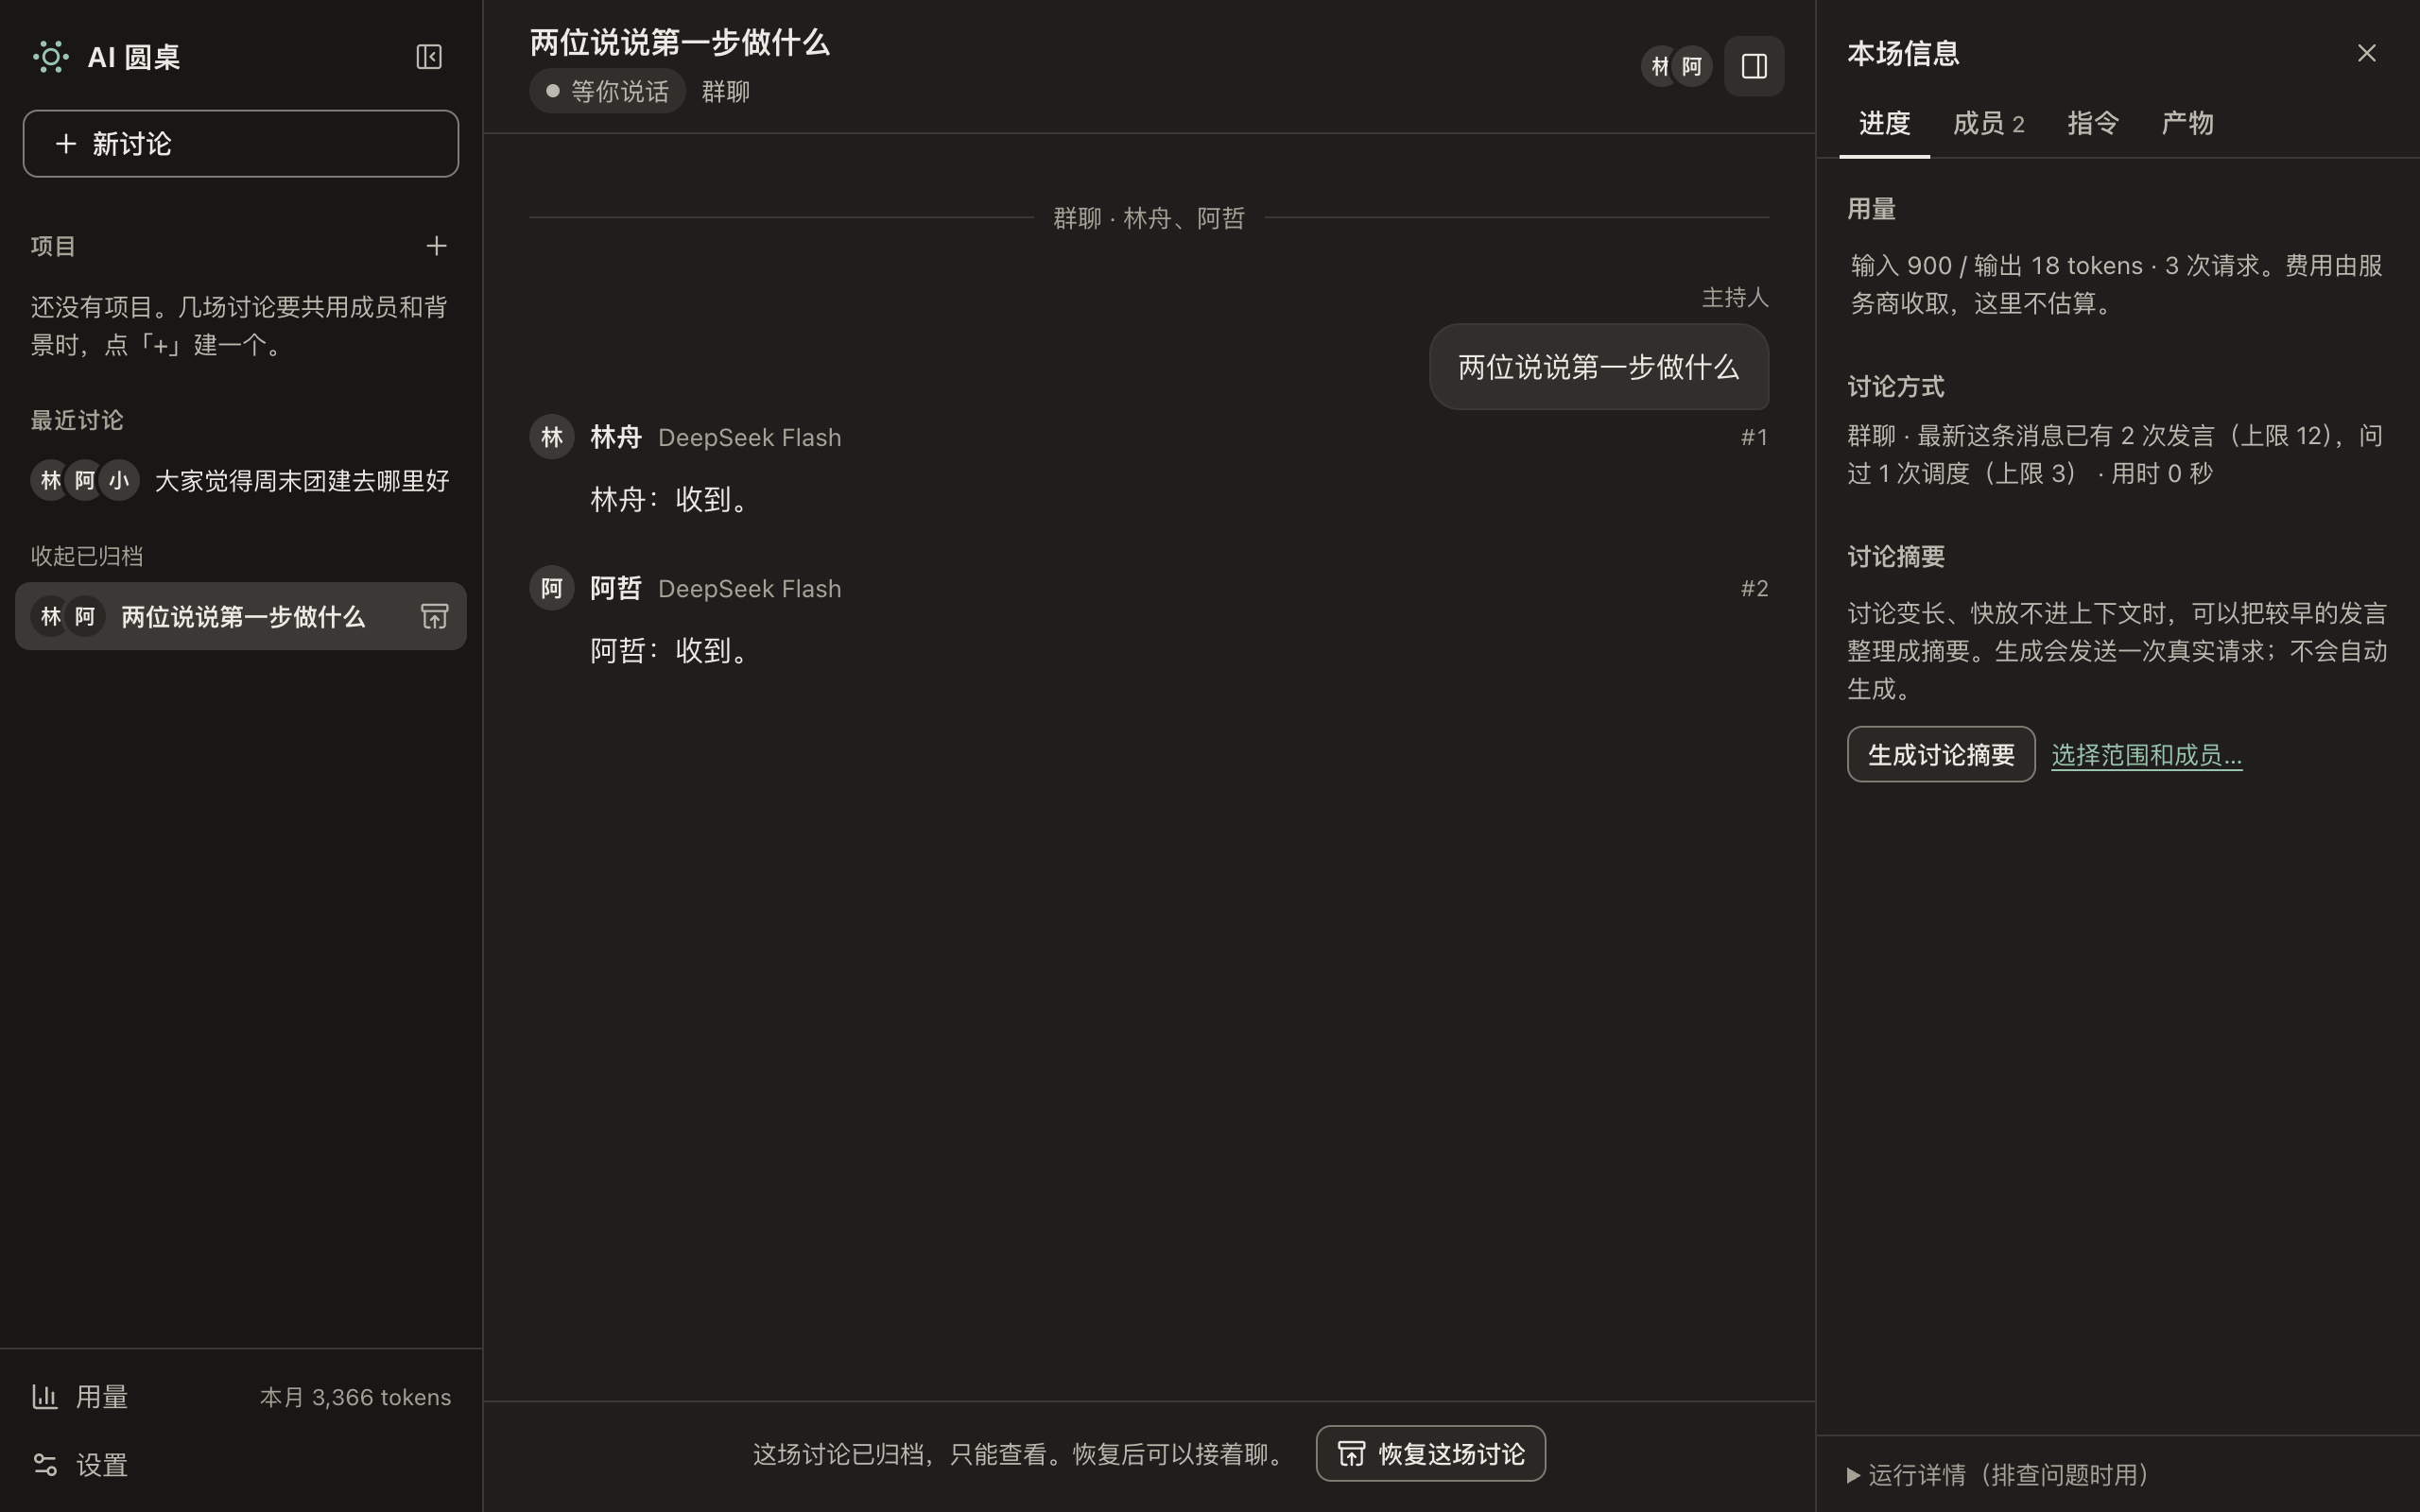 AI 圆桌
新讨论
项目
还没有项目。几场讨论要共用成员和背
景时，点「+」建一个。
最近讨论
林 阿 小 大家觉得周末团建去哪里好
收起已归档
林 阿 两位说说第一步做什么
用量 本月 3,366 tokens
设置
两位说说第一步做什么
等你说话 群聊
林 阿
群聊 · 林舟、阿哲
主持人
两位说说第一步做什么
林 林舟 DeepSeek Flash #1
林舟：收到。
阿 阿哲 DeepSeek Flash #2
阿哲：收到。
这场讨论已归档，只能查看。恢复后可以接着聊。 恢复这场讨论
本场信息
进度 成员 2 指令 产物
用量
输入 900 / 输出 18 tokens · 3 次请求。费用由服
务商收取，这里不估算。
讨论方式
群聊 · 最新这条消息已有 2 次发言（上限 12），问
过 1 次调度（上限 3） · 用时 0 秒
讨论摘要
讨论变长、快放不进上下文时，可以把较早的发言
整理成摘要。生成会发送一次真实请求；不会自动
生成。
生成讨论摘要 选择范围和成员…
运行详情（排查问题时用）